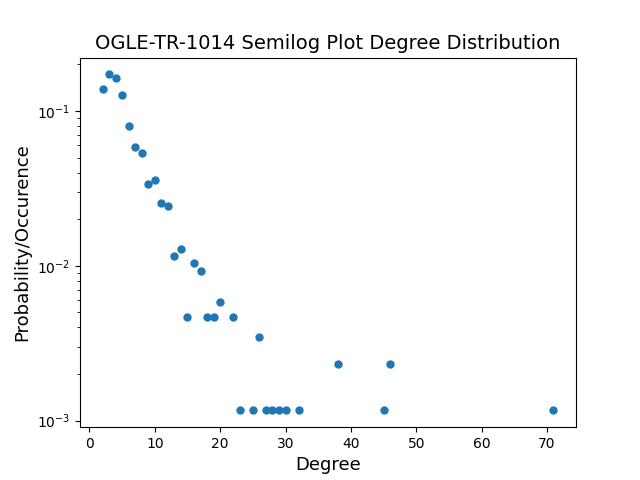 OGLE-TR-1014 Semilog Plot Degree Distribution
Probability/Occurence
10⁻¹
10⁻²
10⁻³
0 10 20 30 40 50 60 70
Degree